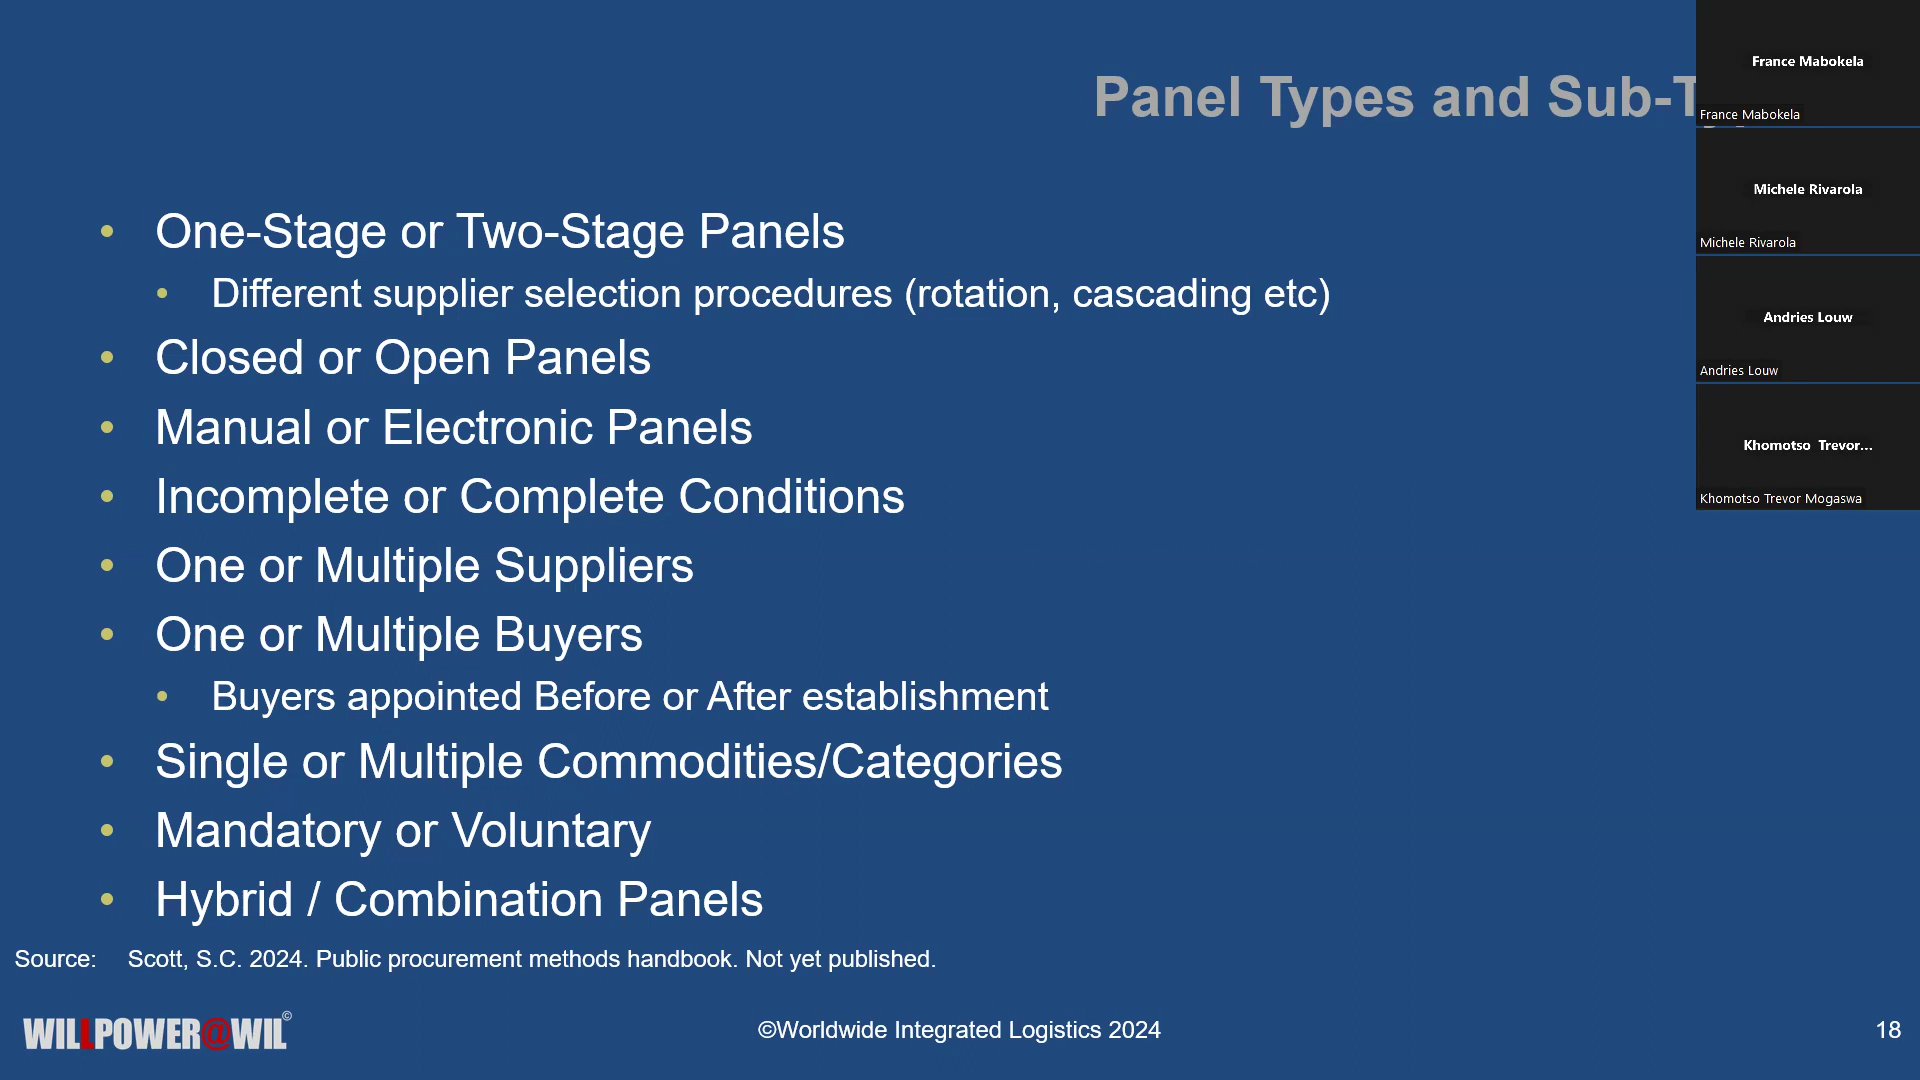 Panel Types and Sub-T
• One-Stage or Two-Stage Panels
• Different supplier selection procedures (rotation, cascading etc)
• Closed or Open Panels
• Manual or Electronic Panels
• Incomplete or Complete Conditions
• One or Multiple Suppliers
• One or Multiple Buyers
• Buyers appointed Before or After establishment
• Single or Multiple Commodities/Categories
• Mandatory or Voluntary
• Hybrid / Combination Panels
Source: Scott, S.C. 2024. Public procurement methods handbook. Not yet published.
WILLPOWER@WIL©
©Worldwide Integrated Logistics 2024
18
France Mabokela
France Mabokela
Michele Rivarola
Michele Rivarola
Andries Louw
Andries Louw
Khomotso Trevor...
Khomotso Trevor Mogaswa